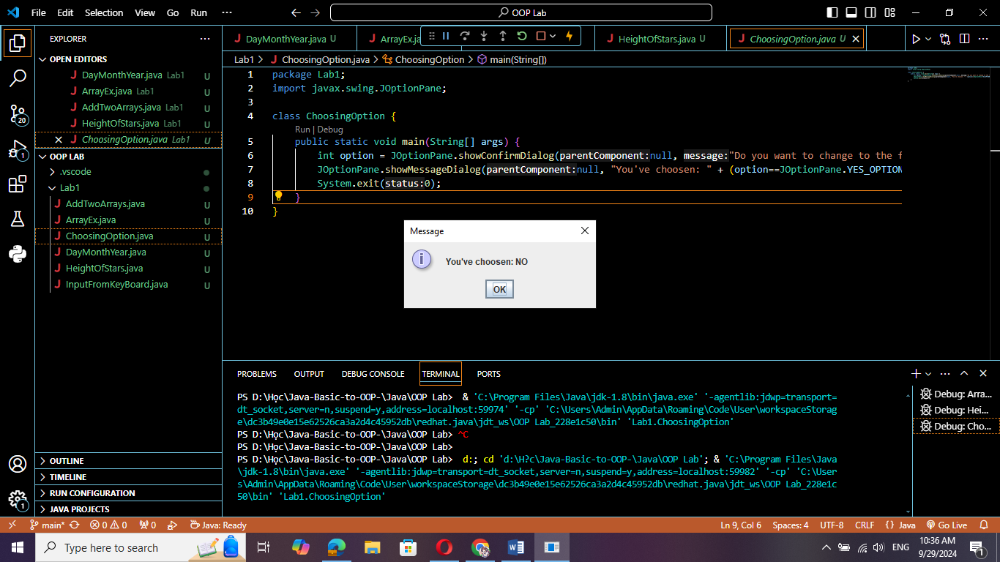 File Edit Selection View Go Run ··· OOP Lab
EXPLORER ···
OPEN EDITORS
DayMonthYear.java Lab1 U
ArrayEx.java Lab1 U
AddTwoArrays.java Lab1 U
HeightOfStars.java Lab1 U
ChoosingOption.java Lab1 U
OOP LAB
.vscode
Lab1
AddTwoArrays.java U
ArrayEx.java U
ChoosingOption.java U
DayMonthYear.java U
HeightOfStars.java U
InputFromKeyBoard.java U
OUTLINE
TIMELINE
RUN CONFIGURATION
JAVA PROJECTS
20
1
1
DayMonthYear.java U ArrayEx.ja HeightOfStars.java U ChoosingOption.java U
Lab1 > ChoosingOption.java > ChoosingOption > main(String[])
1 package Lab1;
2 import javax.swing.JOptionPane;
3
4 class ChoosingOption {
Run | Debug
5 public static void main(String[] args) {
6 int option = JOptionPane.showConfirmDialog(parentComponent:null, message:"Do you want to change to the f
7 JOptionPane.showMessageDialog(parentComponent:null, "You've choosen: " + (option==JOptionPane.YES_OPTION
8 System.exit(status:0);
9 }
10 }
Message
You've choosen: NO
OK
PROBLEMS OUTPUT DEBUG CONSOLE TERMINAL PORTS
PS D:\Học\Java-Basic-to-OOP-\Java\OOP Lab> & 'C:\Program Files\Java\jdk-1.8\bin\java.exe' '-agentlib:jdwp=transport=
dt_socket,server=n,suspend=y,address=localhost:59974' '-cp' 'C:\Users\Admin\AppData\Roaming\Code\User\workspaceStorag
e\dc3b49e0e15e62526ca3a2d4c45952db\redhat.java\jdt_ws\OOP Lab_228e1c50\bin' 'Lab1.ChoosingOption'
PS D:\Học\Java-Basic-to-OOP-\Java\OOP Lab> ^C
PS D:\Học\Java-Basic-to-OOP-\Java\OOP Lab>
PS D:\Học\Java-Basic-to-OOP-\Java\OOP Lab> d:; cd 'd:\H?c\Java-Basic-to-OOP-\Java\OOP Lab'; & 'C:\Program Files\Java
\jdk-1.8\bin\java.exe' '-agentlib:jdwp=transport=dt_socket,server=n,suspend=y,address=localhost:59982' '-cp' 'C:\User
s\Admin\AppData\Roaming\Code\User\workspaceStorage\dc3b49e0e15e62526ca3a2d4c45952db\redhat.java\jdt_ws\OOP Lab_228e1c
50\bin' 'Lab1.ChoosingOption'
Debug: Arra...
Debug: Hei...
Debug: Cho...
main* 0 0 0 Java: Ready Ln 9, Col 6 Spaces: 4 UTF-8 CRLF {} Java Go Live
Type here to search ENG 10:36 AM
9/29/2024
1